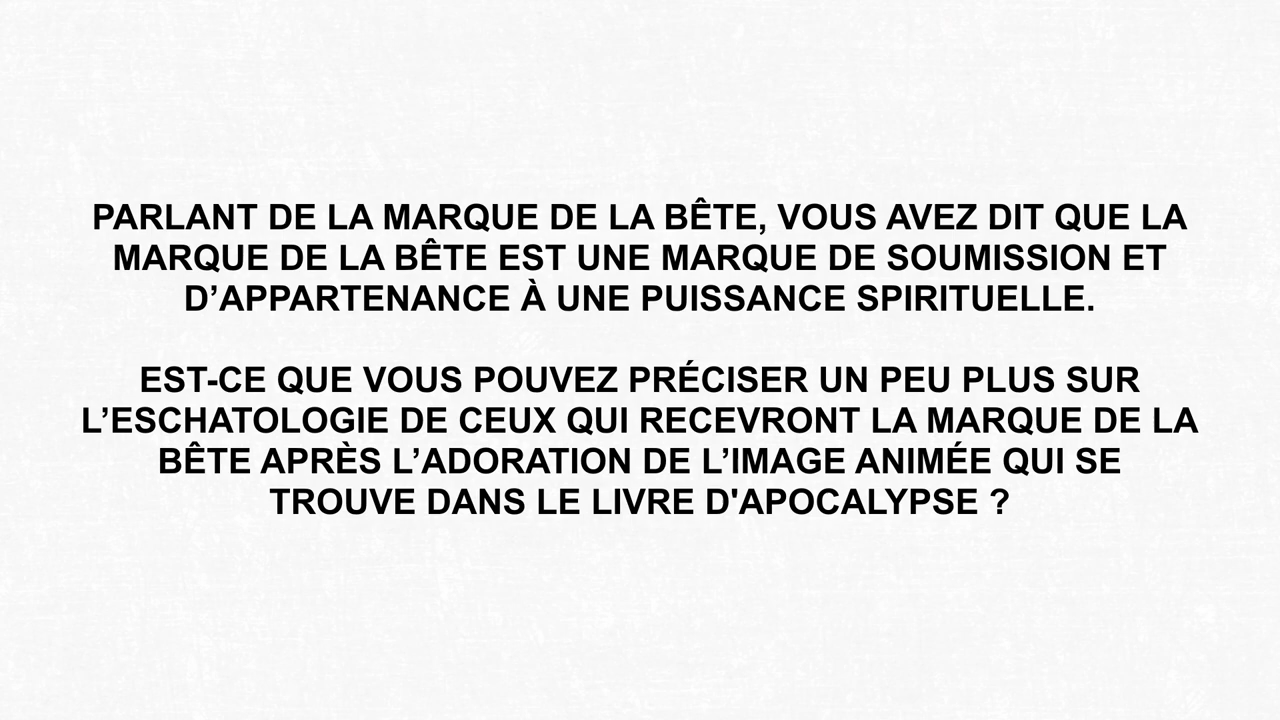 PARLANT DE LA MARQUE DE LA BÊTE, VOUS AVEZ DIT QUE LA
MARQUE DE LA BÊTE EST UNE MARQUE DE SOUMISSION ET
D’APPARTENANCE À UNE PUISSANCE SPIRITUELLE.
EST-CE QUE VOUS POUVEZ PRÉCISER UN PEU PLUS SUR
L’ESCHATOLOGIE DE CEUX QUI RECEVRONT LA MARQUE DE LA
BÊTE APRÈS L’ADORATION DE L’IMAGE ANIMÉE QUI SE
TROUVE DANS LE LIVRE D'APOCALYPSE ?